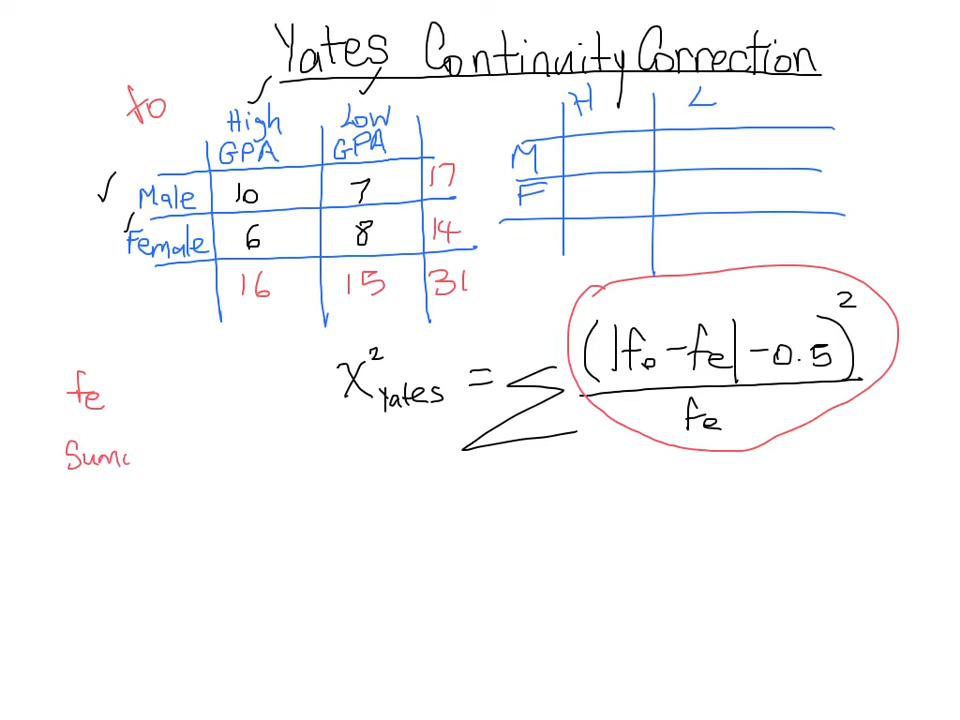 Yates Continuity Correction
fo
High GPA Low GPA
Male 10 7 17
Female 6 8 14
16 15 31
H L
M
F
χ²Yates = Σ (|fo - fe| - 0.5)² / fe
fe
Sumo